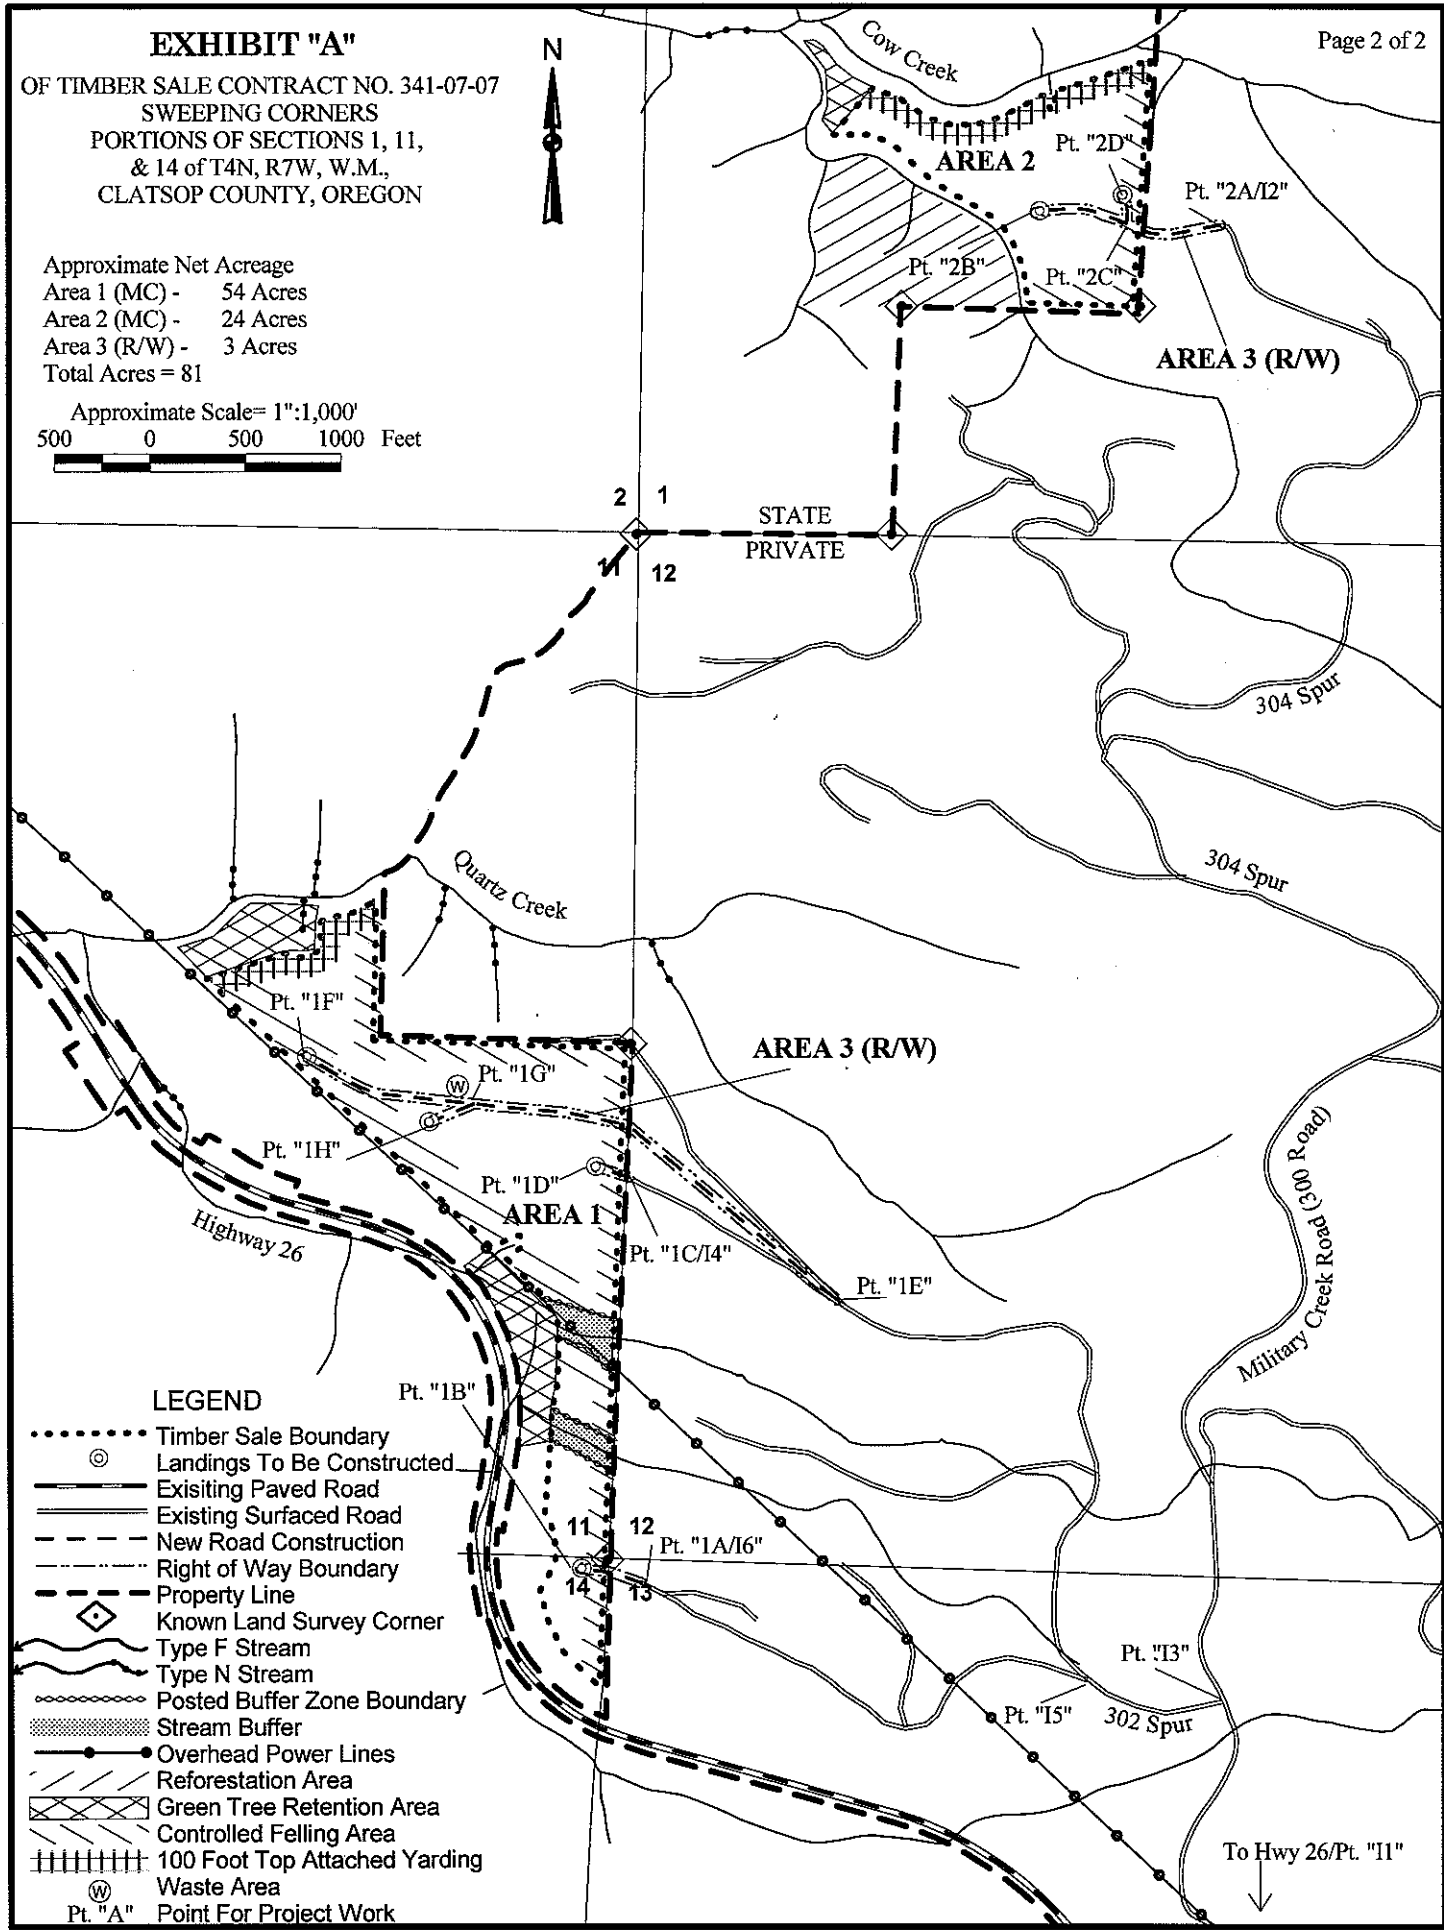 EXHIBIT "A"
OF TIMBER SALE CONTRACT NO. 341-07-07
SWEEPING CORNERS
PORTIONS OF SECTIONS 1, 11,
& 14 of T4N, R7W, W.M.,
CLATSOP COUNTY, OREGON
N
Page 2 of 2
Approximate Net Acreage
Area 1 (MC) - 54 Acres
Area 2 (MC) - 24 Acres
Area 3 (R/W) - 3 Acres
Total Acres = 81
Approximate Scale= 1":1,000'
500 0 500 1000 Feet
Cow Creek
AREA 2
Pt. "2D"
Pt. "2A/I2"
Pt. "2B"
Pt. "2C"
AREA 3 (R/W)
2 1
STATE
PRIVATE
11 12
304 Spur
304 Spur
Quartz Creek
Pt. "1F"
AREA 3 (R/W)
Pt. "1G"
W
Pt. "1H"
Pt. "1D"
AREA 1
Highway 26
Pt. "1C/I4"
Pt. "1E"
Military Creek Road (300 Road)
Pt. "1B"
11 12
Pt. "1A/I6"
14 13
Pt. "I3"
Pt. "I5"
302 Spur
To Hwy 26/Pt. "I1"
LEGEND
Timber Sale Boundary
Landings To Be Constructed
Exisiting Paved Road
Existing Surfaced Road
New Road Construction
Right of Way Boundary
Property Line
Known Land Survey Corner
Type F Stream
Type N Stream
Posted Buffer Zone Boundary
Stream Buffer
Overhead Power Lines
Reforestation Area
Green Tree Retention Area
Controlled Felling Area
100 Foot Top Attached Yarding
W Waste Area
Pt. "A" Point For Project Work